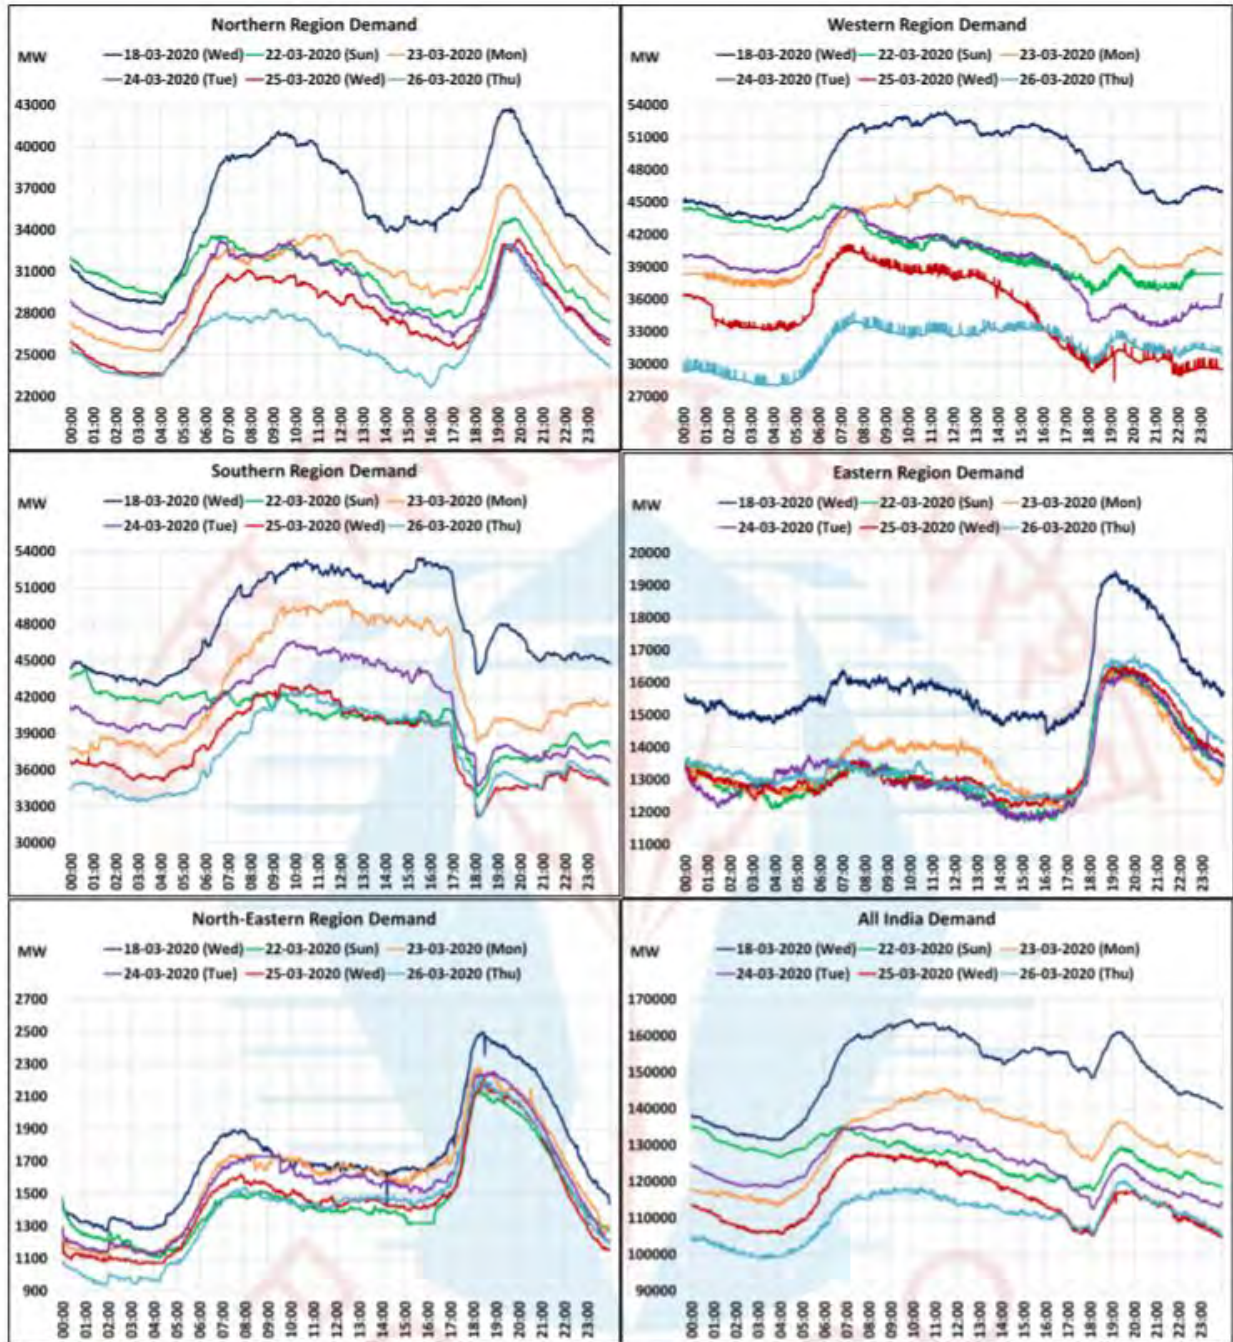 Northern Region Demand
MW
18-03-2020 (Wed) 22-03-2020 (Sun) 23-03-2020 (Mon)
24-03-2020 (Tue) 25-03-2020 (Wed) 26-03-2020 (Thu)
43000
40000
37000
34000
31000
28000
25000
22000
00:00 01:00 02:00 03:00 04:00 05:00 06:00 07:00 08:00 09:00 10:00 11:00 12:00 13:00 14:00 15:00 16:00 17:00 18:00 19:00 20:00 21:00 22:00 23:00
Western Region Demand
MW
18-03-2020 (Wed) 22-03-2020 (Sun) 23-03-2020 (Mon)
24-03-2020 (Tue) 25-03-2020 (Wed) 26-03-2020 (Thu)
54000
51000
48000
45000
42000
39000
36000
33000
30000
27000
00:00 01:00 02:00 03:00 04:00 05:00 06:00 07:00 08:00 09:00 10:00 11:00 12:00 13:00 14:00 15:00 16:00 17:00 18:00 19:00 20:00 21:00 22:00 23:00
Southern Region Demand
MW
18-03-2020 (Wed) 22-03-2020 (Sun) 23-03-2020 (Mon)
24-03-2020 (Tue) 25-03-2020 (Wed) 26-03-2020 (Thu)
54000
51000
48000
45000
42000
39000
36000
33000
30000
00:00 01:00 02:00 03:00 04:00 05:00 06:00 07:00 08:00 09:00 10:00 11:00 12:00 13:00 14:00 15:00 16:00 17:00 18:00 19:00 20:00 21:00 22:00 23:00
Eastern Region Demand
MW
18-03-2020 (Wed) 22-03-2020 (Sun) 23-03-2020 (Mon)
24-03-2020 (Tue) 25-03-2020 (Wed) 26-03-2020 (Thu)
20000
19000
18000
17000
16000
15000
14000
13000
12000
11000
00:00 01:00 02:00 03:00 04:00 05:00 06:00 07:00 08:00 09:00 10:00 11:00 12:00 13:00 14:00 15:00 16:00 17:00 18:00 19:00 20:00 21:00 22:00 23:00
North-Eastern Region Demand
MW
18-03-2020 (Wed) 22-03-2020 (Sun) 23-03-2020 (Mon)
24-03-2020 (Tue) 25-03-2020 (Wed) 26-03-2020 (Thu)
2700
2500
2300
2100
1900
1700
1500
1300
1100
900
00:00 01:00 02:00 03:00 04:00 05:00 06:00 07:00 08:00 09:00 10:00 11:00 12:00 13:00 14:00 15:00 16:00 17:00 18:00 19:00 20:00 21:00 22:00 23:00
All India Demand
MW
18-03-2020 (Wed) 22-03-2020 (Sun) 23-03-2020 (Mon)
24-03-2020 (Tue) 25-03-2020 (Wed) 26-03-2020 (Thu)
170000
160000
150000
140000
130000
120000
110000
100000
90000
00:00 01:00 02:00 03:00 04:00 05:00 06:00 07:00 08:00 09:00 10:00 11:00 12:00 13:00 14:00 15:00 16:00 17:00 18:00 19:00 20:00 21:00 22:00 23:00